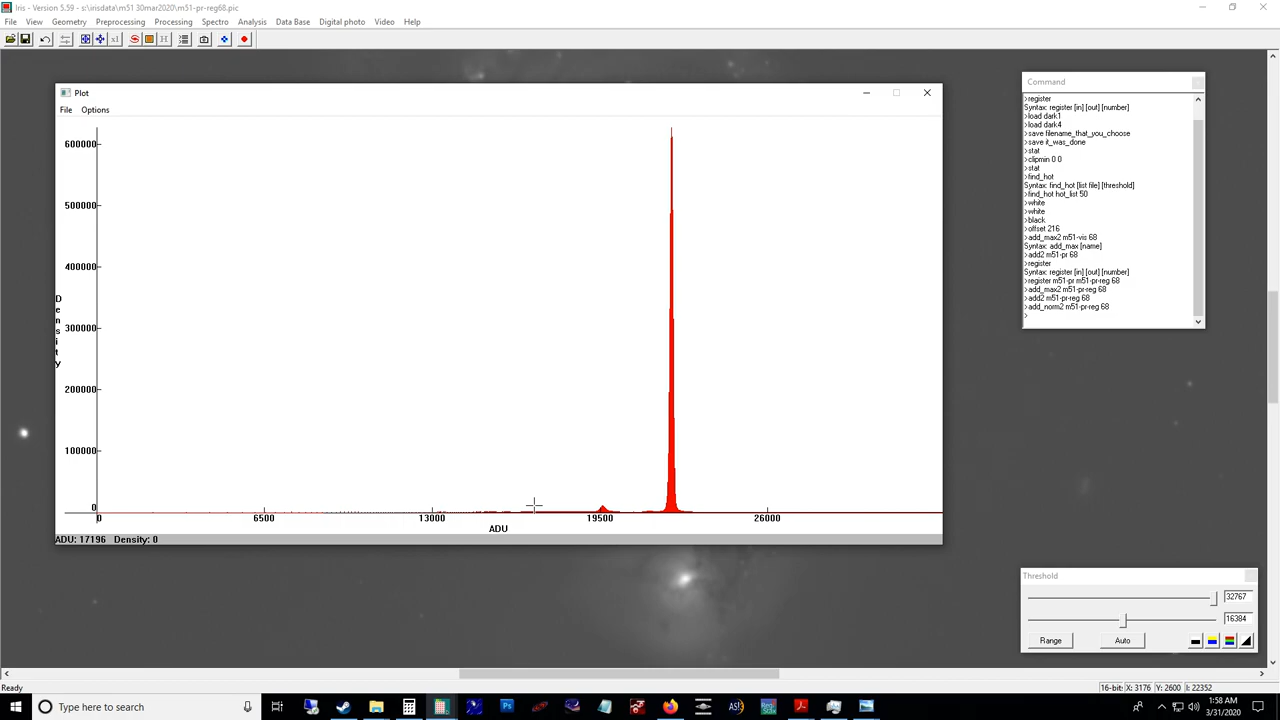 Iris - Version 5.59 - s:\irisdata\m51 30mar2020\m51-pr-reg68.pic
File View Geometry Preprocessing Processing Spectro Analysis Data Base Digital photo Video Help
x1 H
Plot
File Options
600000
500000
400000
300000
200000
100000
0
Density
0 6500 13000 19500 26000
ADU
ADU: 17196 Density: 0
Command
>register
Syntax: register [in] [out] [number]
>load dark1
>load dark4
>save filename_that_you_choose
>save it_was_done
>stat
>clipmin 0 0
>stat
>find_hot
Syntax: find_hot [list file] [threshold]
>find_hot hot_list 50
>white
>white
>black
>offset 216
>add_max2 m51-vis 68
Syntax: add_max [name]
>add2 m51-pr 68
>register
Syntax: register [in] [out] [number]
>register m51-pr m51-pr-reg 68
>add_max2 m51-pr-reg 68
>add2 m51-pr-reg 68
>add_norm2 m51-pr-reg 68
>
Threshold
32767
16384
Range Auto
Ready
16-bit: X: 3176 Y: 2600 I: 22352
Type here to search
1:58 AM
3/31/2020